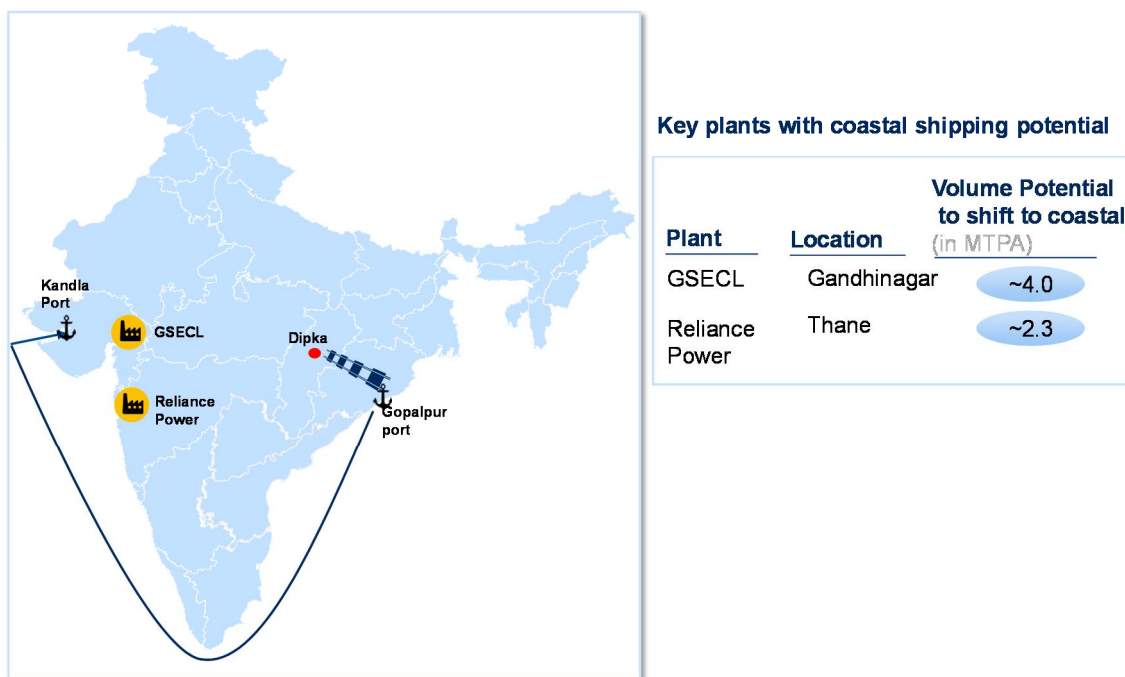 Key plants with coastal shipping potential
Volume Potential
to shift to coastal
Plant Location (in MTPA)
GSECL Gandhinagar ~4.0
Reliance Thane ~2.3
Power
Kandla
Port
GSECL
Dipka
Reliance
Power
Gopalpur
port